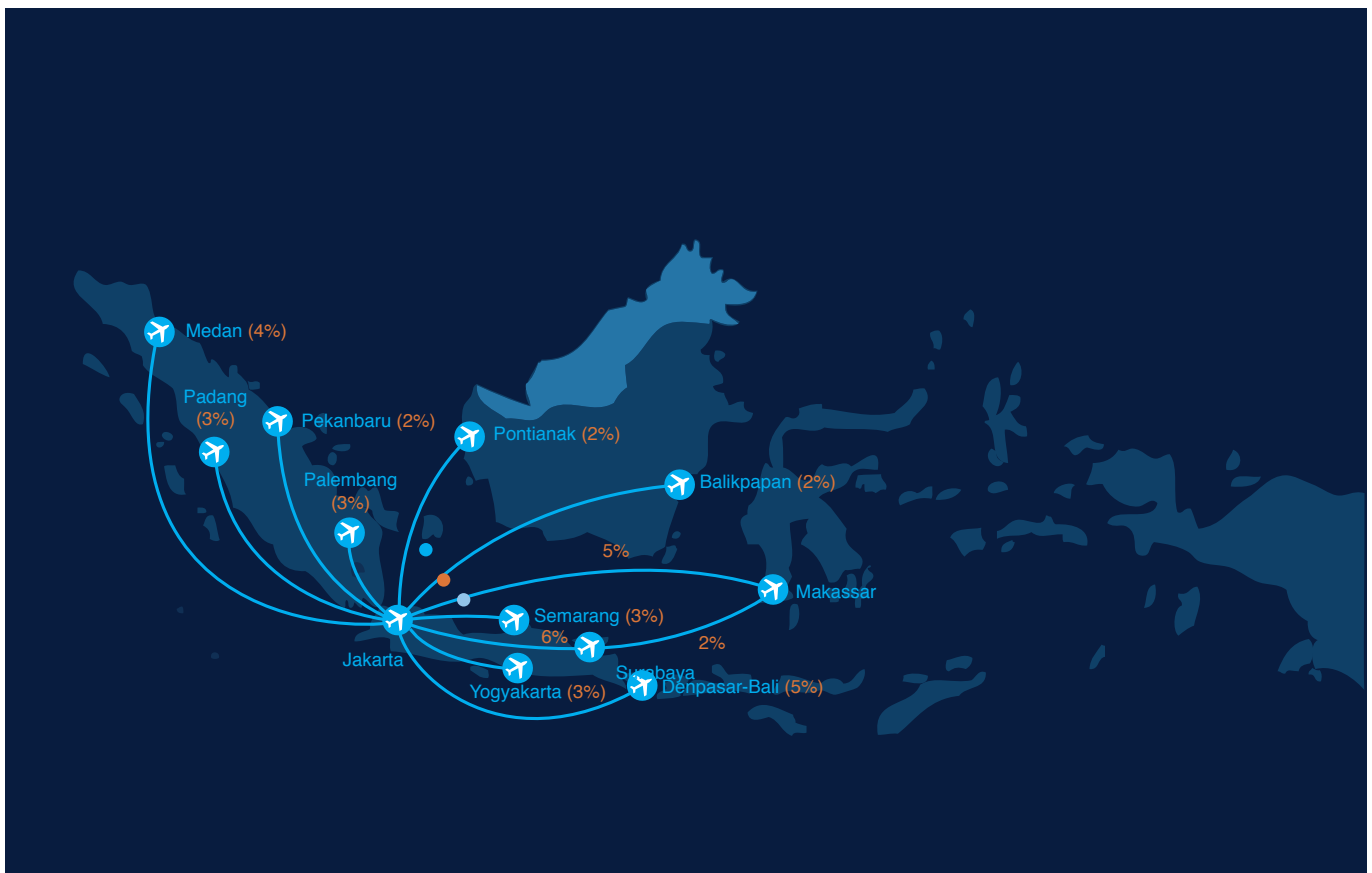 Medan (4%)
Padang
(3%)
Pekanbaru (2%)
Pontianak (2%)
Palembang
(3%)
Balikpapan (2%)
5%
Makassar
Semarang (3%)
6%
2%
Jakarta
Surabaya
Yogyakarta (3%)
Denpasar-Bali (5%)